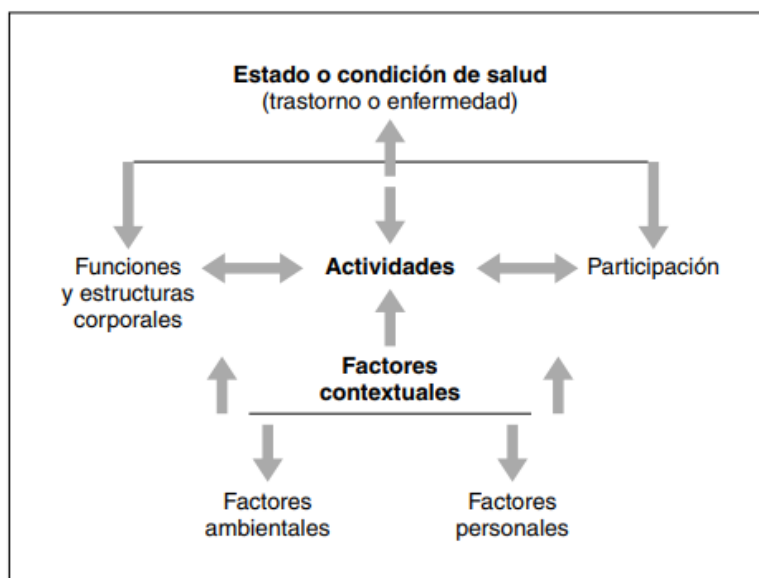 Estado o condición de salud
(trastorno o enfermedad)
Funciones
y estructuras
corporales
Actividades
Participación
Factores
contextuales
Factores
ambientales
Factores
personales